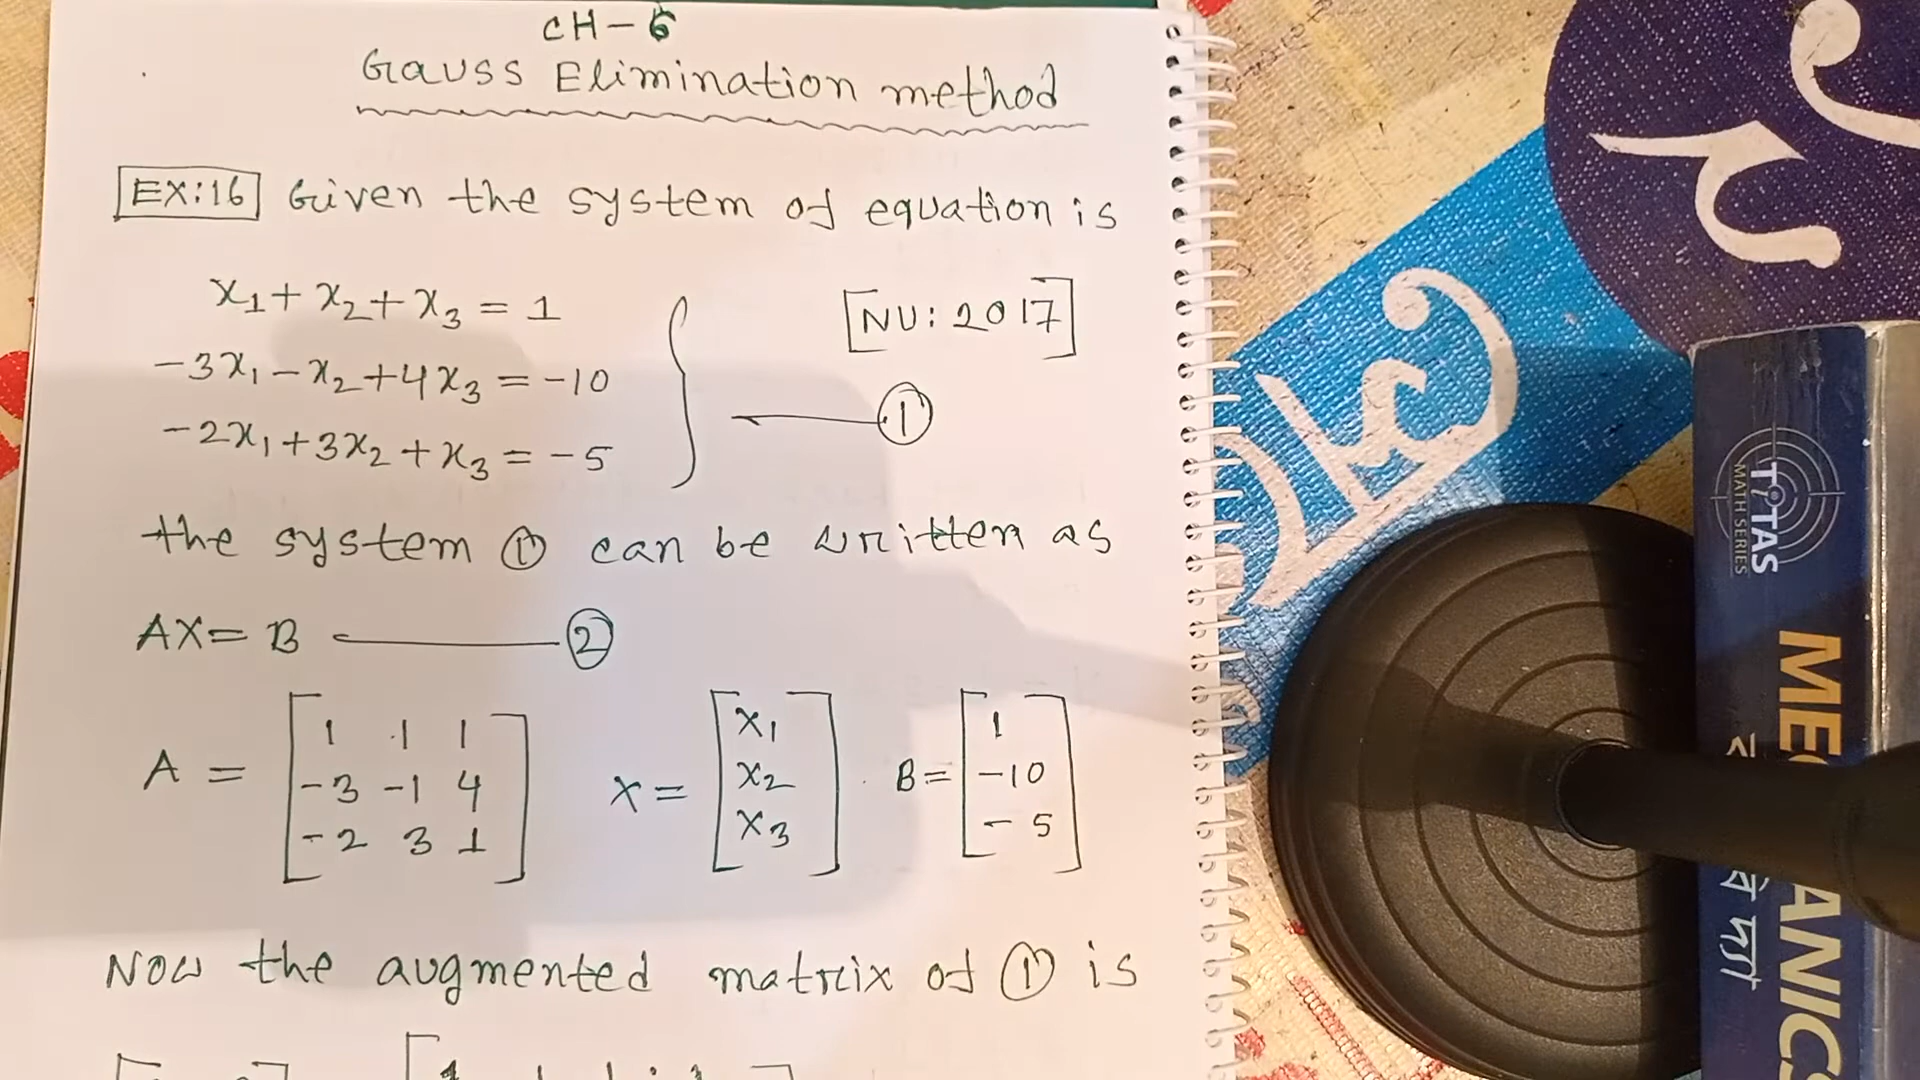 CH-6
Gauss Elimination method
EX:16 Given the system of equation is
x₁+x₂+x₃ = 1
[NU: 2017]
-3x₁-x₂+4x₃ = -10
①
-2x₁+3x₂+x₃ = -5
the system ① can be written as
AX= B ②
A = [1 1 1
-3 -1 4
-2 3 1]
X = [x₁
x₂
x₃]
B = [1
-10
-5]
Now the augmented matrix of ① is
TITAS
MATH SERIES